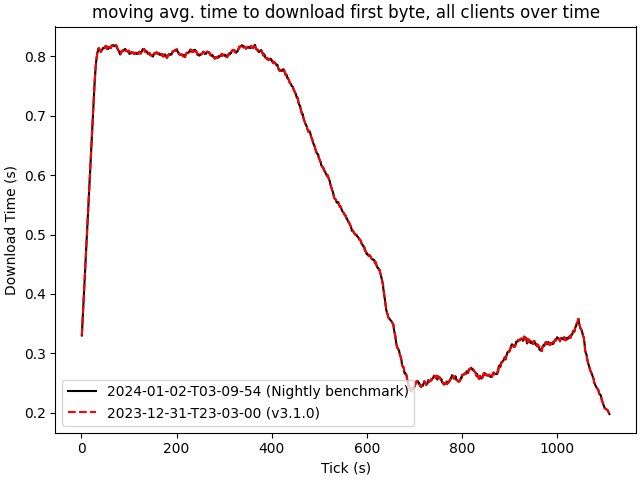 moving avg. time to download first byte, all clients over time
0.8
0.7
0.6
0.5
0.4
0.3
0.2
Download Time (s)
2024-01-02-T03-09-54 (Nightly benchmark)
2023-12-31-T23-03-00 (v3.1.0)
0 200 400 600 800 1000
Tick (s)